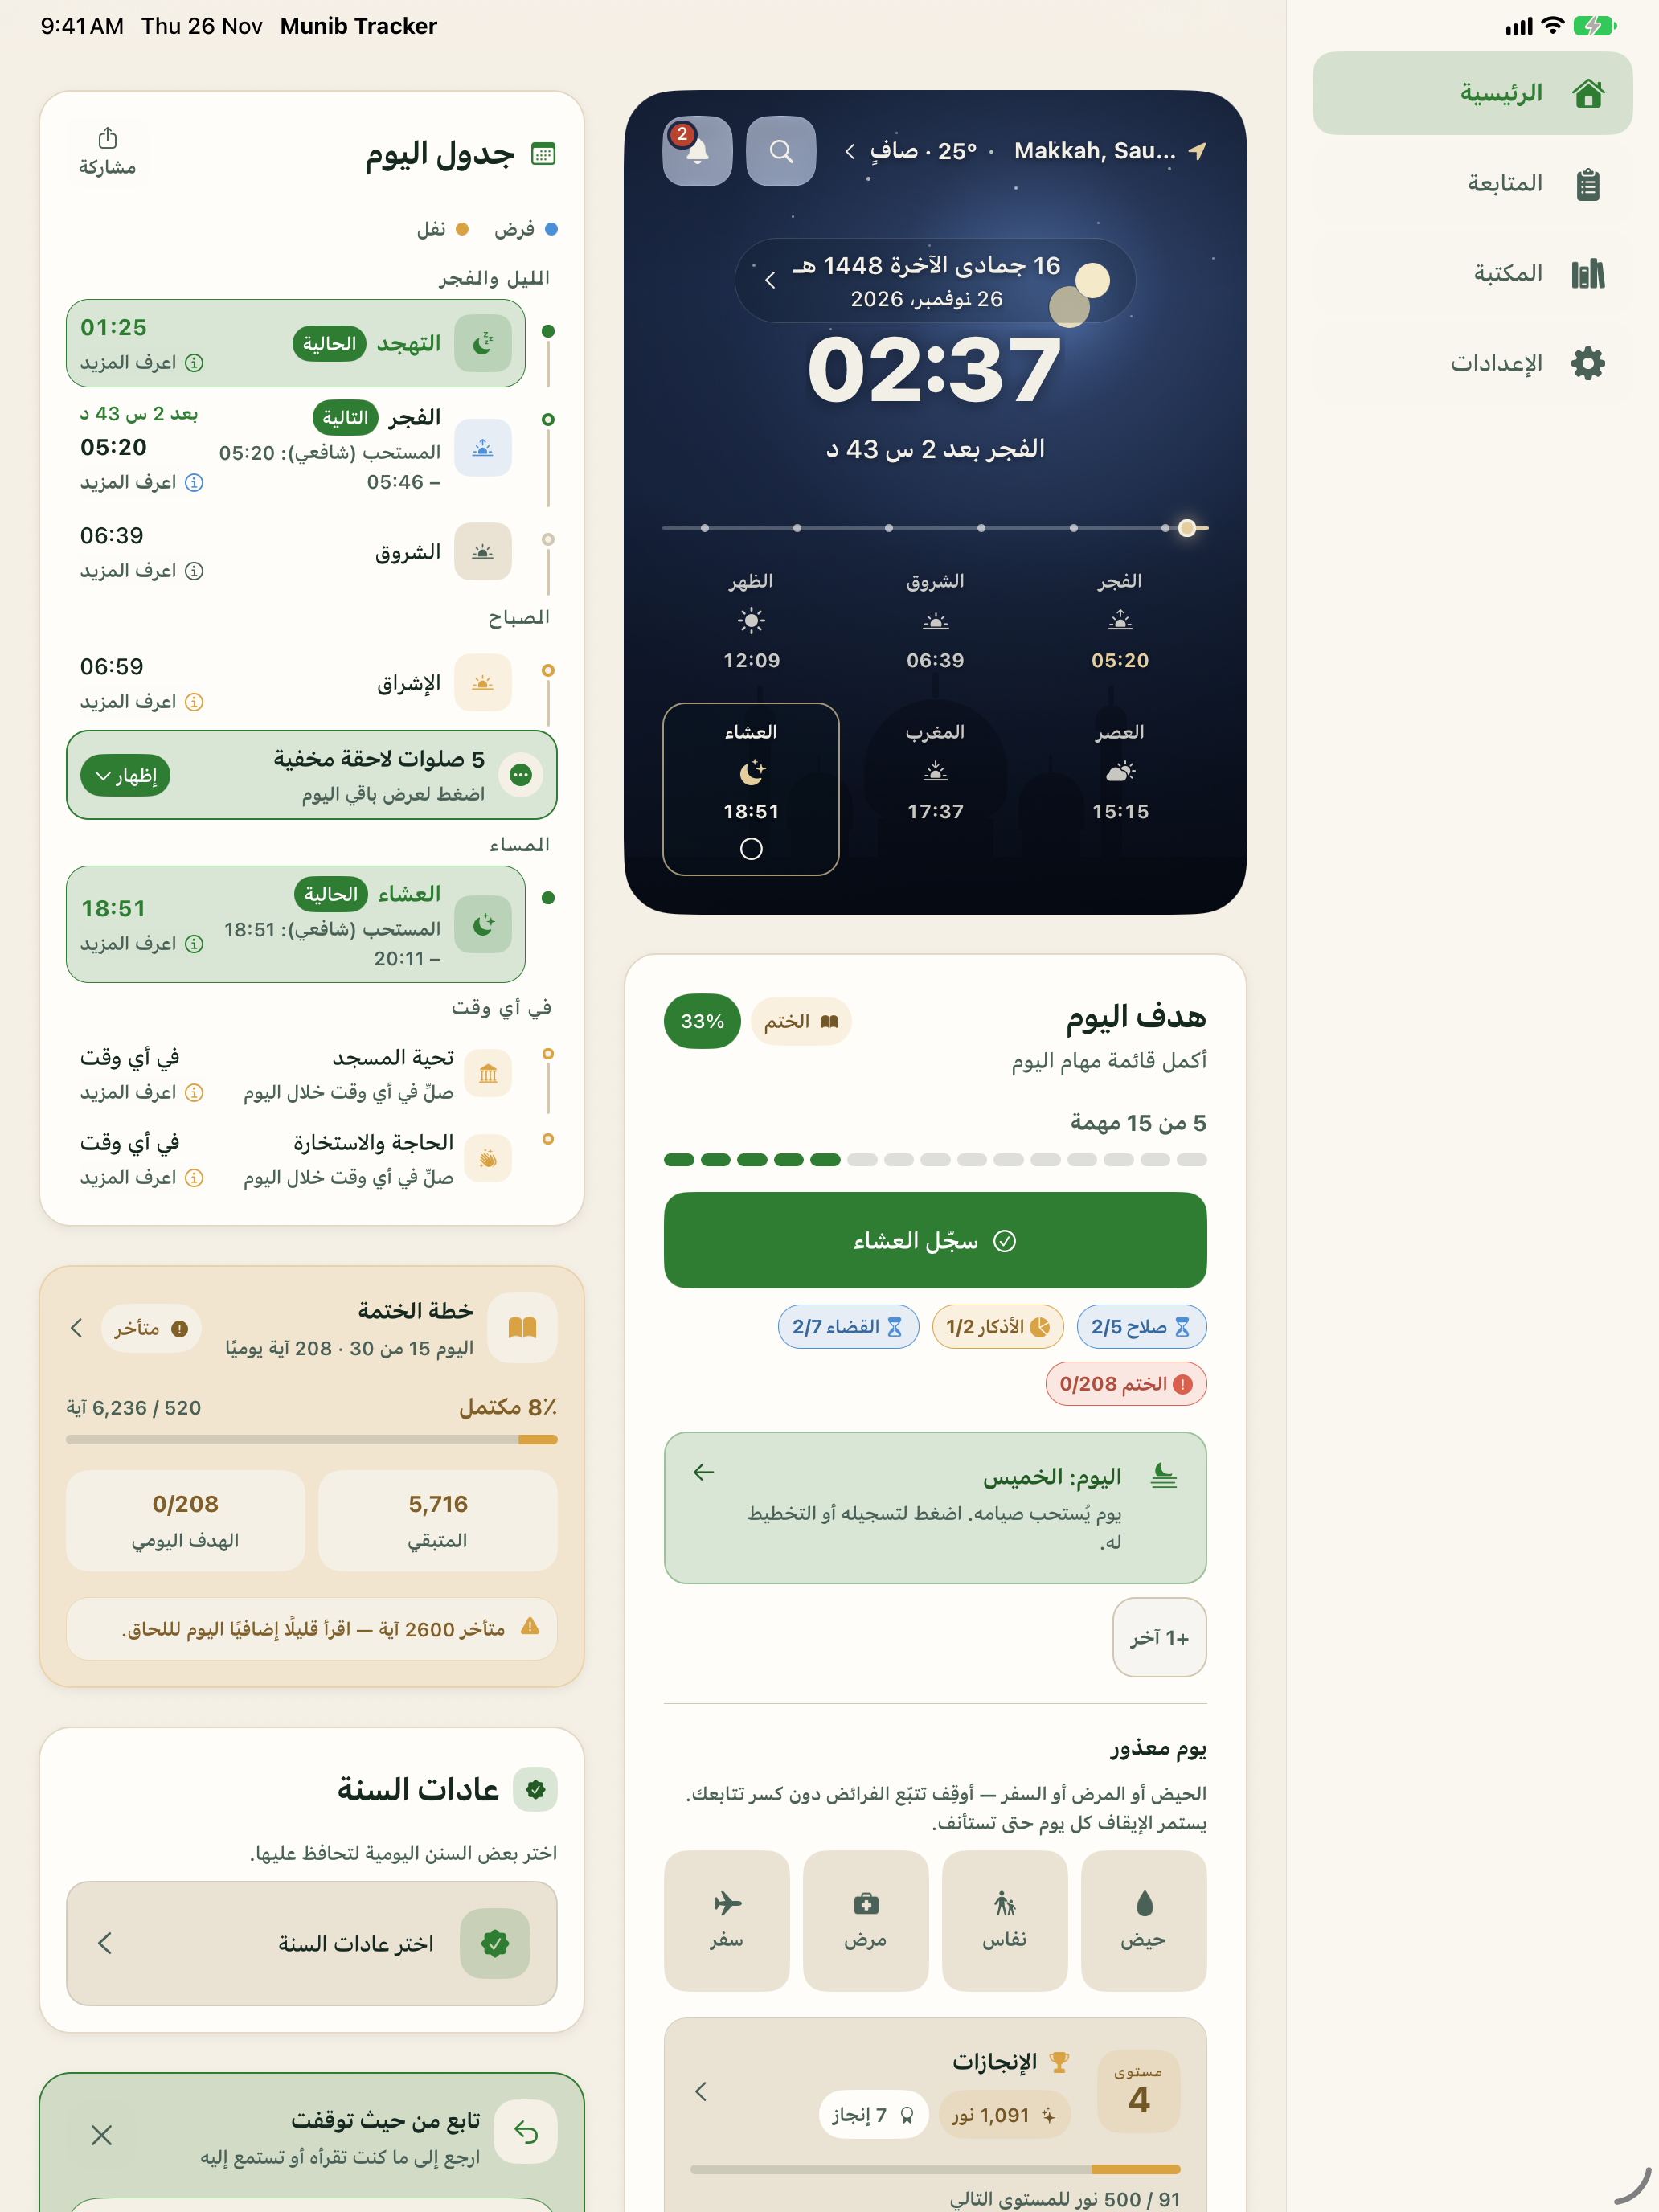 9:41 AM Thu 26 Nov Munib Tracker
الرئيسية
المتابعة
المكتبة
الإعدادات
Makkah, Sau... · 25° · صافٍ
2
16 جمادى الآخرة 1448 هـ
26 نوفمبر، 2026
02:37
الفجر بعد 2 س 43 د
الفجر
05:20
الشروق
06:39
الظهر
12:09
العصر
15:15
المغرب
17:37
العشاء
18:51
هدف اليوم
الختم
33%
أكمل قائمة مهام اليوم
5 من 15 مهمة
سجّل العشاء
صلاح 2/5
الأذكار 1/2
القضاء 2/7
الختم 0/208
اليوم: الخميس
يوم يُستحب صيامه. اضغط لتسجيله أو التخطيط
له.
+1 آخر
يوم معذور
الحيض أو المرض أو السفر — أوقِف تتبّع الفرائض دون كسر تتابعك.
يستمر الإيقاف كل يوم حتى تستأنف.
حيض
نفاس
مرض
سفر
مستوى
4
الإنجازات
1,091 نور
7 إنجاز
91 / 500 نور للمستوى التالي
جدول اليوم
مشاركة
فرض
نفل
الليل والفجر
التهجد
الحالية
01:25
اعرف المزيد
الفجر
التالية
المستحب (شافعي): 05:20
– 05:46
بعد 2 س 43 د
05:20
اعرف المزيد
الشروق
06:39
اعرف المزيد
الصباح
الإشراق
06:59
اعرف المزيد
5 صلوات لاحقة مخفية
اضغط لعرض باقي اليوم
إظهار
المساء
العشاء
الحالية
المستحب (شافعي): 18:51
– 20:11
18:51
اعرف المزيد
في أي وقت
تحية المسجد
صلِّ في أي وقت خلال اليوم
في أي وقت
اعرف المزيد
الحاجة والاستخارة
صلِّ في أي وقت خلال اليوم
في أي وقت
اعرف المزيد
خطة الختمة
اليوم 15 من 30 · 208 آية يوميًا
متأخر
8٪ مكتمل
520 / 6,236 آية
5,716
المتبقي
0/208
الهدف اليومي
متأخر 2600 آية — اقرأ قليلًا إضافيًا اليوم لللحاق.
عادات السنة
اختر بعض السنن اليومية لتحافظ عليها.
اختر عادات السنة
تابع من حيث توقفت
ارجع إلى ما كنت تقرأه أو تستمع إليه